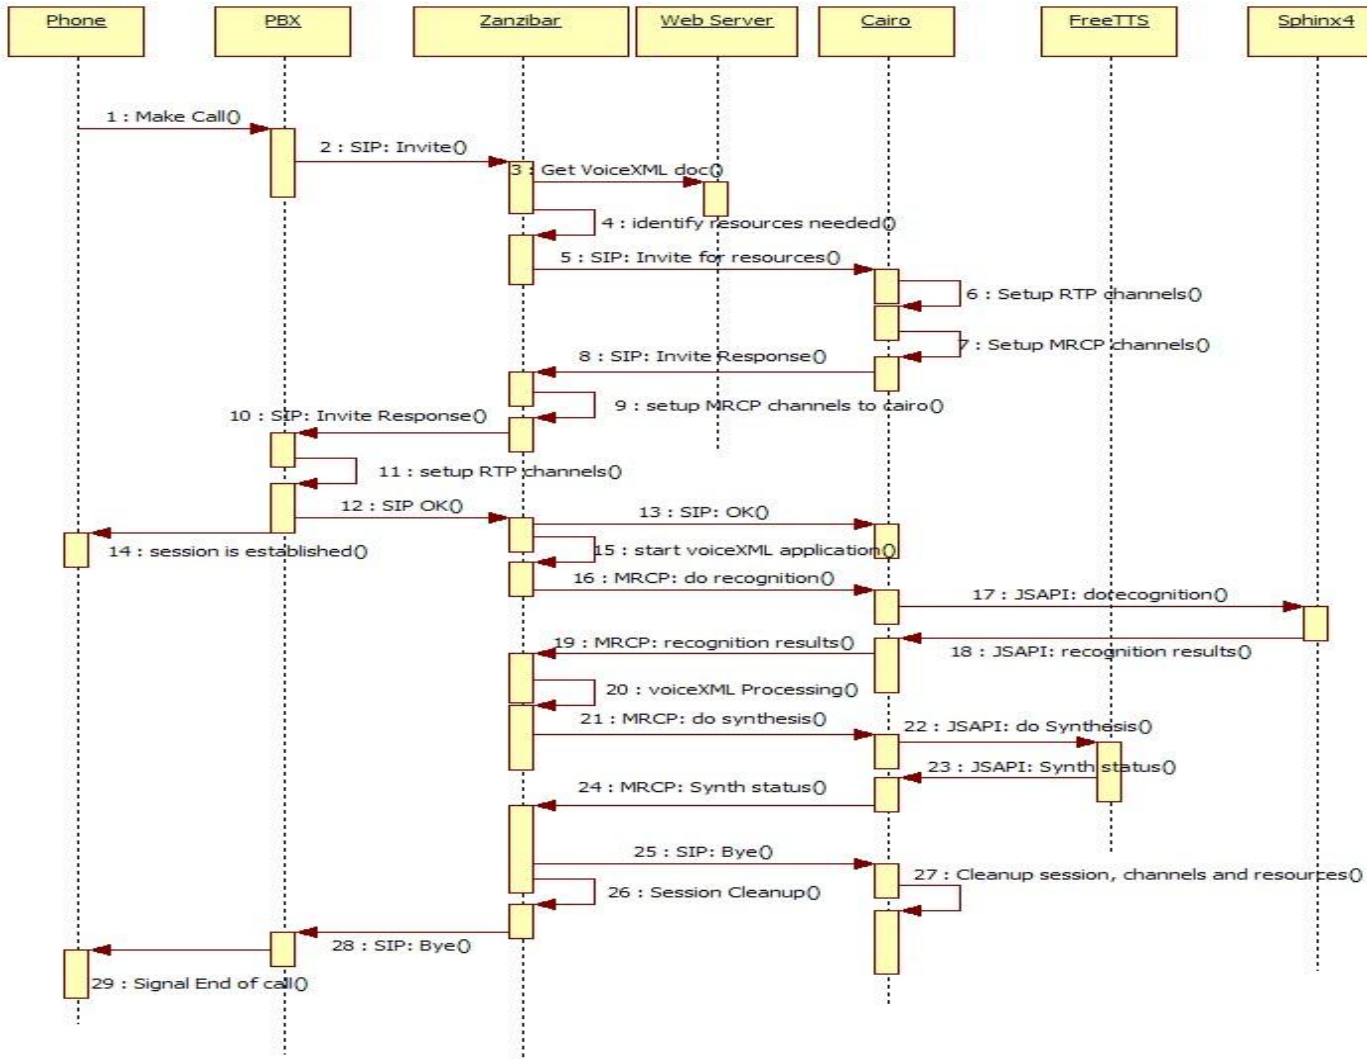 Phone
PBX
Zanzibar
Web Server
Cairo
FreeTTS
Sphinx4
1 : Make Call()
2 : SIP: Invite()
3 : Get VoiceXML doc()
4 : identify resources needed()
5 : SIP: Invite for resources()
6 : Setup RTP channels()
7 : Setup MRCP channels()
8 : SIP: Invite Response()
9 : setup MRCP channels to cairo()
10 : SIP: Invite Response()
11 : setup RTP channels()
12 : SIP OK()
13 : SIP: OK()
14 : session is established()
15 : start voiceXML application()
16 : MRCP: do recognition()
17 : JSAPI: dorecognition()
18 : JSAPI: recognition results()
19 : MRCP: recognition results()
20 : voiceXML Processing()
21 : MRCP: do synthesis()
22 : JSAPI: do Synthesis()
23 : JSAPI: Synth status()
24 : MRCP: Synth status()
25 : SIP: Bye()
26 : Session Cleanup()
27 : Cleanup session, channels and resources()
28 : SIP: Bye()
29 : Signal End of call()